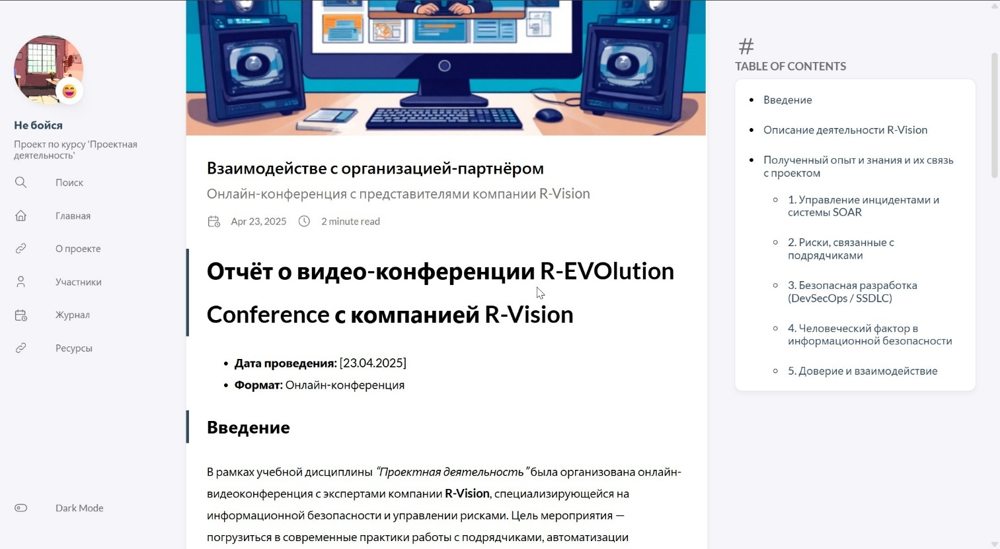 Не бойся
Проект по курсу 'Проектная
деятельность'
Поиск
Главная
О проекте
Участники
Журнал
Ресурсы
Dark Mode
Взаимодействе с организацией-партнёром
Онлайн-конференция с представителями компании R-Vision
Apr 23, 2025 2 minute read
Отчёт о видео-конференции R-EVOlution
Conference с компанией R-Vision
• Дата проведения: [23.04.2025]
• Формат: Онлайн-конференция
Введение
В рамках учебной дисциплины “Проектная деятельность” была организована онлайн-
видеоконференция с экспертами компании R-Vision, специализирующейся на
информационной безопасности и управлении рисками. Цель мероприятия —
погрузиться в современные практики работы с подрядчиками, автоматизации
#
TABLE OF CONTENTS
• Введение
• Описание деятельности R-Vision
• Полученный опыт и знания и их связь
с проектом
◦ 1. Управление инцидентами и
системы SOAR
◦ 2. Риски, связанные с
подрядчиками
◦ 3. Безопасная разработка
(DevSecOps / SSDLC)
◦ 4. Человеческий фактор в
информационной безопасности
◦ 5. Доверие и взаимодействие